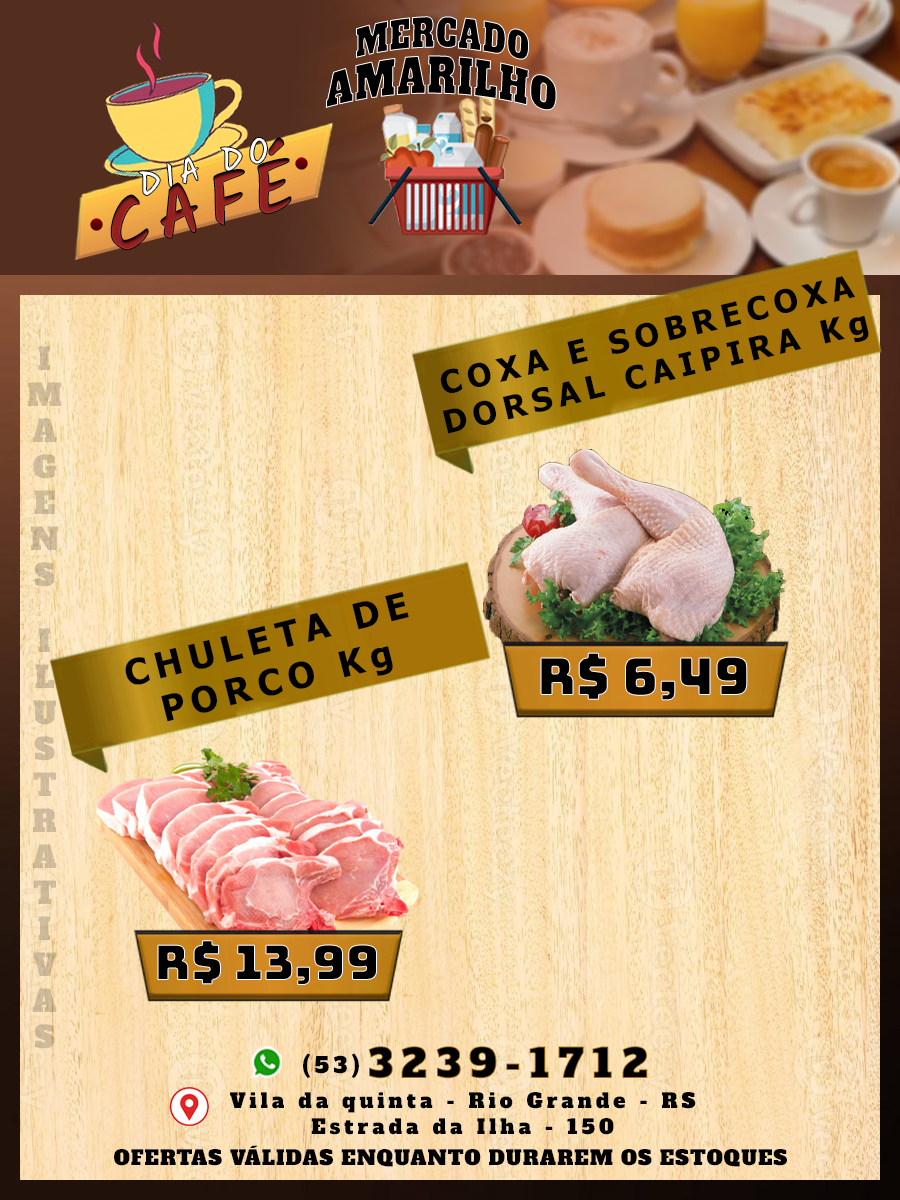 MERCADO
AMARILHO
DIA DO
CAFÉ
COXA E SOBRECOXA
DORSAL CAIPIRA Kg
R$ 6,49
CHULETA DE
PORCO Kg
R$ 13,99
IMAGENS ILUSTRATIVAS
(53) 3239-1712
Vila da quinta - Rio Grande - RS
Estrada da Ilha - 150
OFERTAS VÁLIDAS ENQUANTO DURAREM OS ESTOQUES